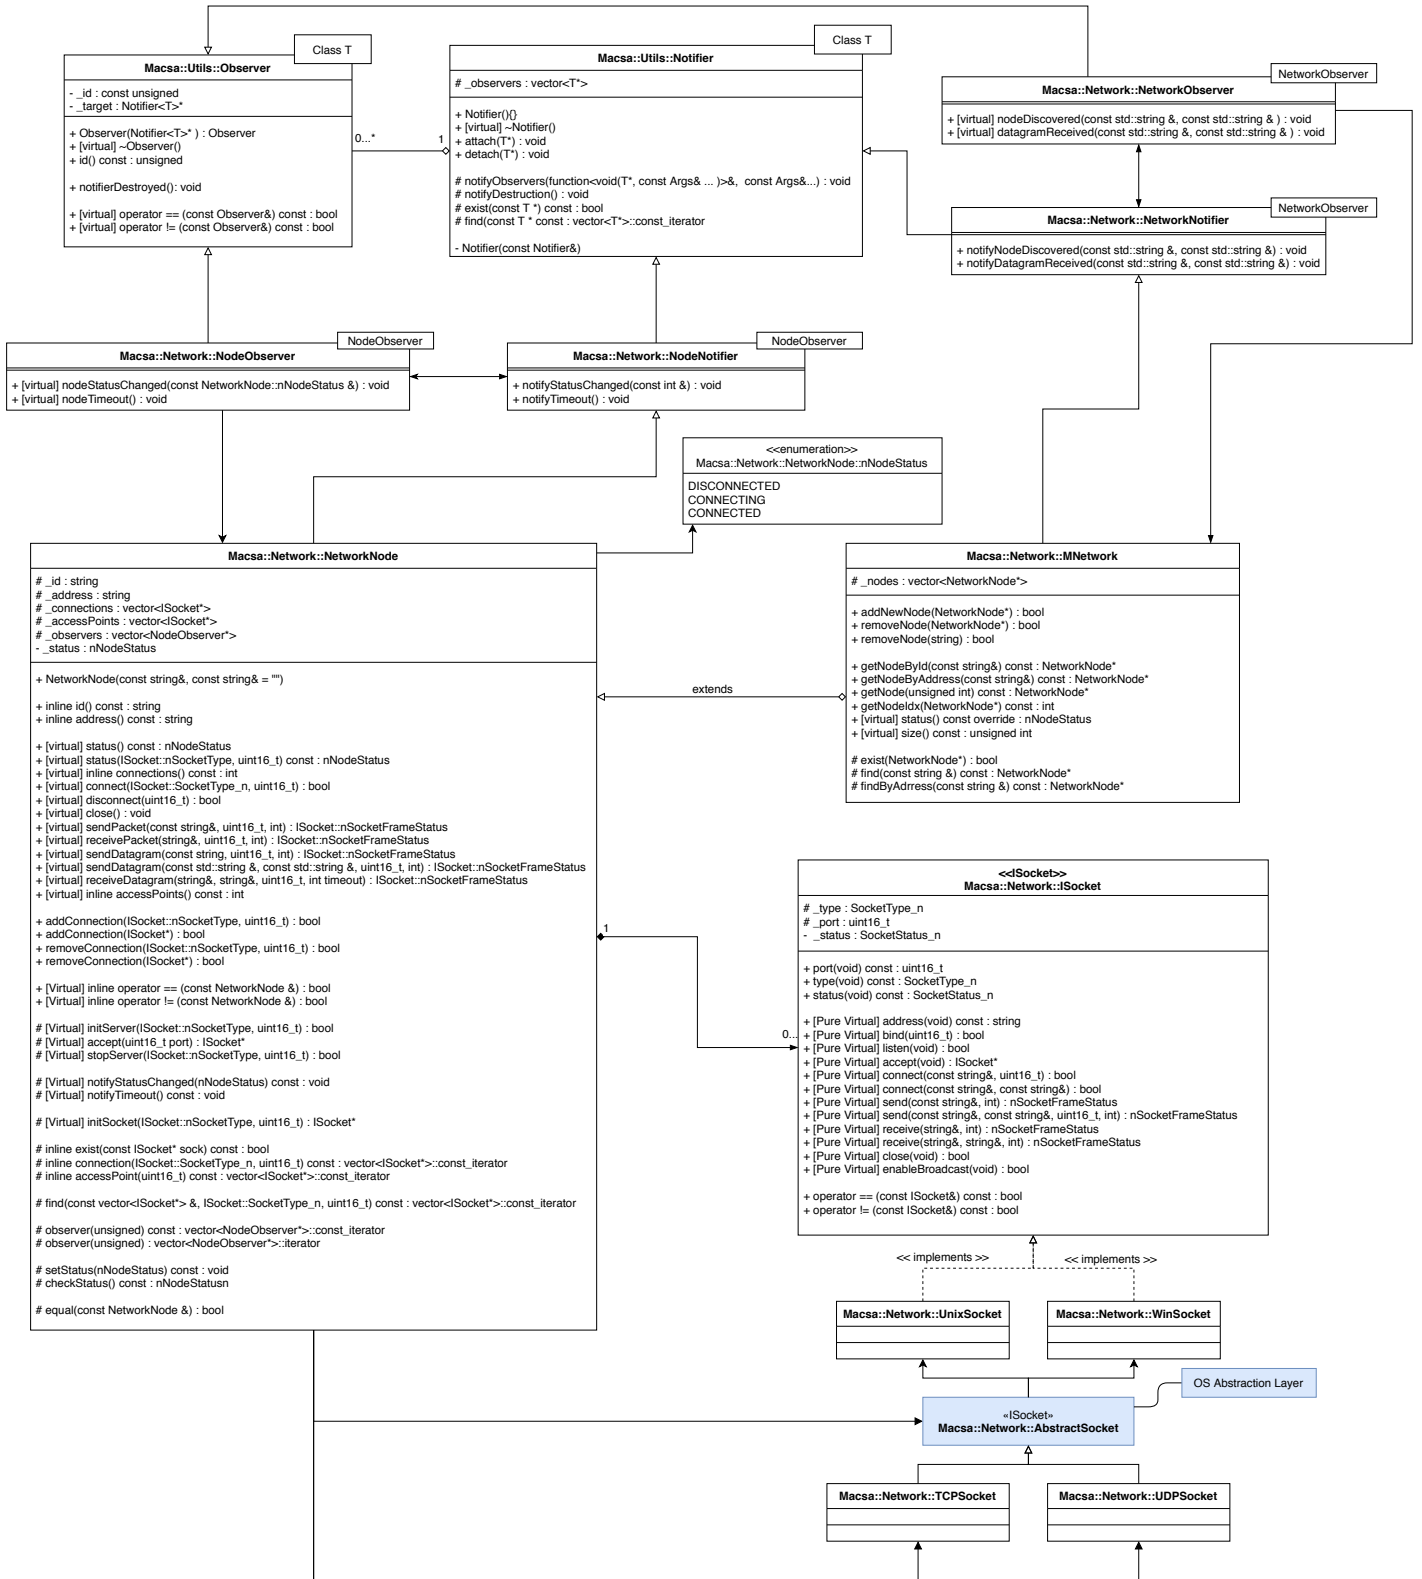 Class T
Macsa::Utils::Observer
- _id : const unsigned
- _target : Notifier<T>*
+ Observer(Notifier<T>* ) : Observer
+ [virtual] ~Observer()
+ id() const : unsigned
+ notifierDestroyed(): void
+ [virtual] operator == (const Observer&) const : bool
+ [virtual] operator != (const Observer&) const : bool
0...*
1
Class T
Macsa::Utils::Notifier
# _observers : vector<T*>
+ Notifier(){}
+ [virtual] ~Notifier()
+ attach(T*) : void
+ detach(T*) : void
# notifyObservers(function<void(T*, const Args& ... )>&,  const Args&...) : void
# notifyDestruction() : void
# exist(const T *) const : bool
# find(const T * const : vector<T*>::const_iterator
- Notifier(const Notifier&)
NetworkObserver
Macsa::Network::NetworkObserver
+ [virtual] nodeDiscovered(const std::string &, const std::string & ) : void
+ [virtual] datagramReceived(const std::string &, const std::string & ) : void
NetworkObserver
Macsa::Network::NetworkNotifier
+ notifyNodeDiscovered(const std::string &, const std::string &) : void
+ notifyDatagramReceived(const std::string &, const std::string &) : void
NodeObserver
Macsa::Network::NodeObserver
+ [virtual] nodeStatusChanged(const NetworkNode::nNodeStatus &) : void
+ [virtual] nodeTimeout() : void
NodeObserver
Macsa::Network::NodeNotifier
+ notifyStatusChanged(const int &) : void
+ notifyTimeout() : void
<<enumeration>>
Macsa::Network::NetworkNode::nNodeStatus
DISCONNECTED
CONNECTING
CONNECTED
Macsa::Network::NetworkNode
# _id : string
# _address : string
# _connections : vector<ISocket*>
# _accessPoints : vector<ISocket*>
# _observers : vector<NodeObserver*>
- _status : nNodeStatus
+ NetworkNode(const string&, const string& = "")
+ inline id() const : string
+ inline address() const : string
+ [virtual] status() const : nNodeStatus
+ [virtual] status(ISocket::nSocketType, uint16_t) const : nNodeStatus
+ [virtual] inline connections() const : int
+ [virtual] connect(ISocket::SocketType_n, uint16_t) : bool
+ [virtual] disconnect(uint16_t) : bool
+ [virtual] close() : void
+ [virtual] sendPacket(const string&, uint16_t, int) : ISocket::nSocketFrameStatus
+ [virtual] receivePacket(string&, uint16_t, int) : ISocket::nSocketFrameStatus
+ [virtual] sendDatagram(const string, uint16_t, int) : ISocket::nSocketFrameStatus
+ [virtual] sendDatagram(const std::string &, const std::string &, uint16_t, int) : ISocket::nSocketFrameStatus
+ [virtual] receiveDatagram(string&, string&, uint16_t, int timeout) : ISocket::nSocketFrameStatus
+ [virtual] inline accessPoints() const : int
+ addConnection(ISocket::nSocketType, uint16_t) : bool
+ addConnection(ISocket*) : bool
+ removeConnection(ISocket::nSocketType, uint16_t) : bool
+ removeConnection(ISocket*) : bool
+ [Virtual] inline operator == (const NetworkNode &) : bool
+ [Virtual] inline operator != (const NetworkNode &) : bool
# [Virtual] initServer(ISocket::nSocketType, uint16_t) : bool
# [Virtual] accept(uint16_t port) : ISocket*
# [Virtual] stopServer(ISocket::nSocketType, uint16_t) : bool
# [Virtual] notifyStatusChanged(nNodeStatus) const : void
# [Virtual] notifyTimeout() const : void
# [Virtual] initSocket(ISocket::nSocketType, uint16_t) : ISocket*
# inline exist(const ISocket* sock) const : bool
# inline connection(ISocket::SocketType_n, uint16_t) const : vector<ISocket*>::const_iterator
# inline accessPoint(uint16_t) const : vector<ISocket*>::const_iterator
# find(const vector<ISocket*> &, ISocket::SocketType_n, uint16_t) const : vector<ISocket*>::const_iterator
# observer(unsigned) const : vector<NodeObserver*>::const_iterator
# observer(unsigned) : vector<NodeObserver*>::iterator
# setStatus(nNodeStatus) const : void
# checkStatus() const : nNodeStatusn
# equal(const NetworkNode &) : bool
extends
1
0...
Macsa::Network::MNetwork
# _nodes : vector<NetworkNode*>
+ addNewNode(NetworkNode*) : bool
+ removeNode(NetworkNode*) : bool
+ removeNode(string) : bool
+ getNodeById(const string&) const : NetworkNode*
+ getNodeByAddress(const string&) const : NetworkNode*
+ getNode(unsigned int) const : NetworkNode*
+ getNodeIdx(NetworkNode*) const : int
+ [virtual] status() const override : nNodeStatus
+ [virtual] size() const : unsigned int
# exist(NetworkNode*) : bool
# find(const string &) const : NetworkNode*
# findByAdrress(const string &) const : NetworkNode*
<<ISocket>>
Macsa::Network::ISocket
# _type : SocketType_n
# _port : uint16_t
-  _status : SocketStatus_n
+ port(void) const : uint16_t
+ type(void) const : SocketType_n
+ status(void) const : SocketStatus_n
+ [Pure Virtual] address(void) const : string
+ [Pure Virtual] bind(uint16_t) : bool
+ [Pure Virtual] listen(void) : bool
+ [Pure Virtual] accept(void) : ISocket*
+ [Pure Virtual] connect(const string&, uint16_t) : bool
+ [Pure Virtual] connect(const string&, const string&) : bool
+ [Pure Virtual] send(const string&, int) : nSocketFrameStatus
+ [Pure Virtual] send(const string&, const string&, uint16_t, int) : nSocketFrameStatus
+ [Pure Virtual] receive(string&, int) : nSocketFrameStatus
+ [Pure Virtual] receive(string&, string&, int) : nSocketFrameStatus
+ [Pure Virtual] close(void) : bool
+ [Pure Virtual] enableBroadcast(void) : bool
+ operator == (const ISocket&) const : bool
+ operator != (const ISocket&) const : bool
<< implements >>
<< implements >>
Macsa::Network::UnixSocket
Macsa::Network::WinSocket
OS Abstraction Layer
«ISocket»
Macsa::Network::AbstractSocket
Macsa::Network::TCPSocket
Macsa::Network::UDPSocket